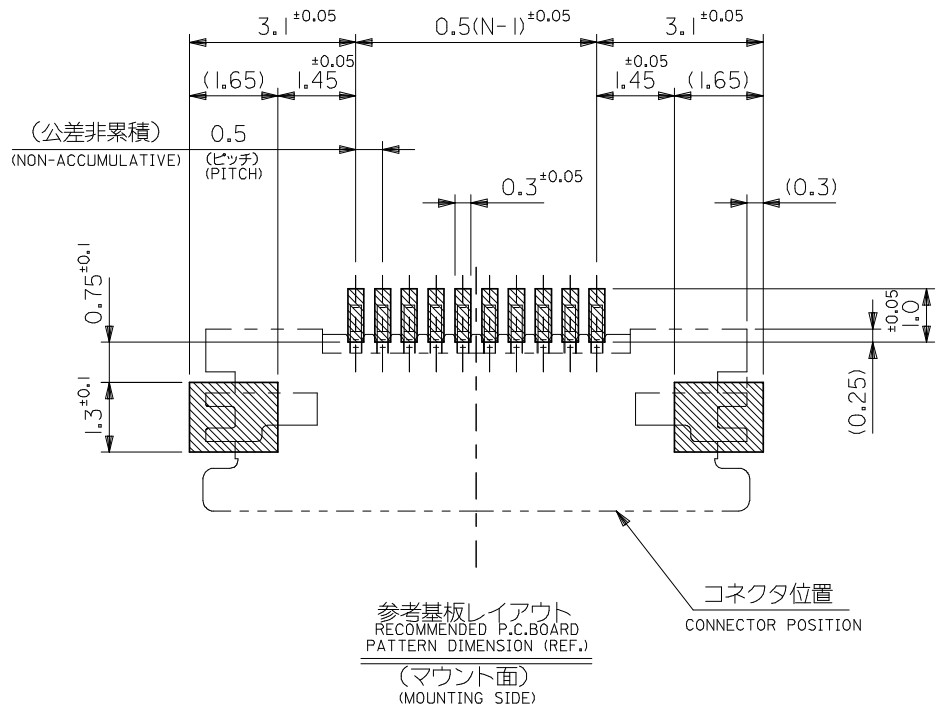 3.1±0.05
0.5(N-1)±0.05
3.1±0.05
(1.65)
1.45±0.05
1.45±0.05
(1.65)
(公差非累積)
(NON-ACCUMULATIVE)
0.5
(ピッチ)
(PITCH)
0.3±0.05
(0.3)
0.75±0.1
1.3±0.1
1.0±0.05
(0.25)
コネクタ位置
CONNECTOR POSITION
参考基板レイアウト
RECOMMENDED P.C.BOARD
PATTERN DIMENSION (REF.)
(マウント面)
(MOUNTING SIDE)